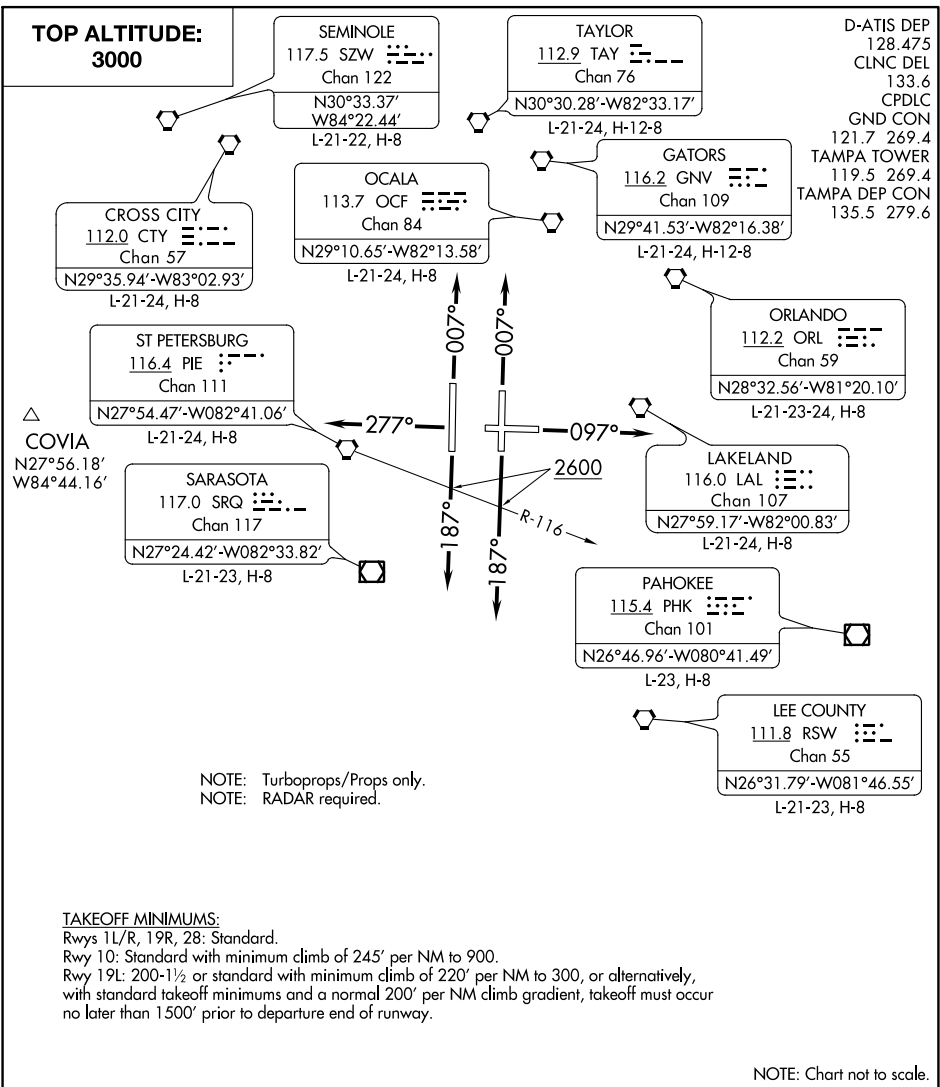 TOP ALTITUDE:
3000
SEMINOLE
117.5 SZW
Chan 122
N30°33.37′
W84°22.44′
L-21-22, H-8
TAYLOR
112.9 TAY
Chan 76
N30°30.28′-W82°33.17′
L-21-24, H-12-8
D-ATIS DEP
128.475
CLNC DEL
133.6
CPDLC
GND CON
121.7 269.4
TAMPA TOWER
119.5 269.4
TAMPA DEP CON
135.5 279.6
CROSS CITY
112.0 CTY
Chan 57
N29°35.94′-W83°02.93′
L-21-24, H-8
OCALA
113.7 OCF
Chan 84
N29°10.65′-W82°13.58′
L-21-24, H-8
GATORS
116.2 GNV
Chan 109
N29°41.53′-W82°16.38′
L-21-24, H-12-8
ORLANDO
112.2 ORL
Chan 59
N28°32.56′-W81°20.10′
L-21-23-24, H-8
ST PETERSBURG
116.4 PIE
Chan 111
N27°54.47′-W082°41.06′
L-21-24, H-8
007°
007°
277°
097°
COVIA
N27°56.18′
W84°44.16′
SARASOTA
117.0 SRQ
Chan 117
N27°24.42′-W082°33.82′
L-21-23, H-8
2600
R-116
187°
187°
LAKELAND
116.0 LAL
Chan 107
N27°59.17′-W82°00.83′
L-21-24, H-8
PAHOKEE
115.4 PHK
Chan 101
N26°46.96′-W080°41.49′
L-23, H-8
LEE COUNTY
111.8 RSW
Chan 55
N26°31.79′-W081°46.55′
L-21-23, H-8
NOTE: Turboprops/Props only.
NOTE: RADAR required.
TAKEOFF MINIMUMS:
Rwys 1L/R, 19R, 28: Standard.
Rwy 10: Standard with minimum climb of 245′ per NM to 900.
Rwy 19L: 200-1½ or standard with minimum climb of 220′ per NM to 300, or alternatively,
with standard takeoff minimums and a normal 200′ per NM climb gradient, takeoff must occur
no later than 1500′ prior to departure end of runway.
NOTE: Chart not to scale.